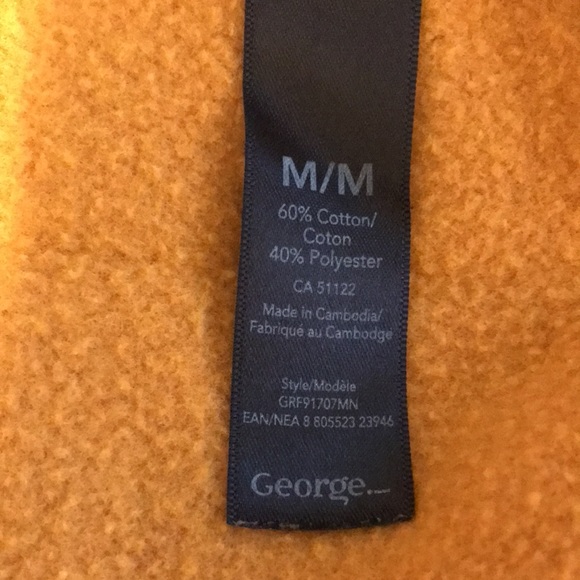 M/M
60% Cotton/
Coton
40% Polyester
CA 51122
Made in Cambodia/
Fabriqué au Cambodge
Style/Modèle
GRF91707MN
EAN/NEA 8 805523 23946
George.